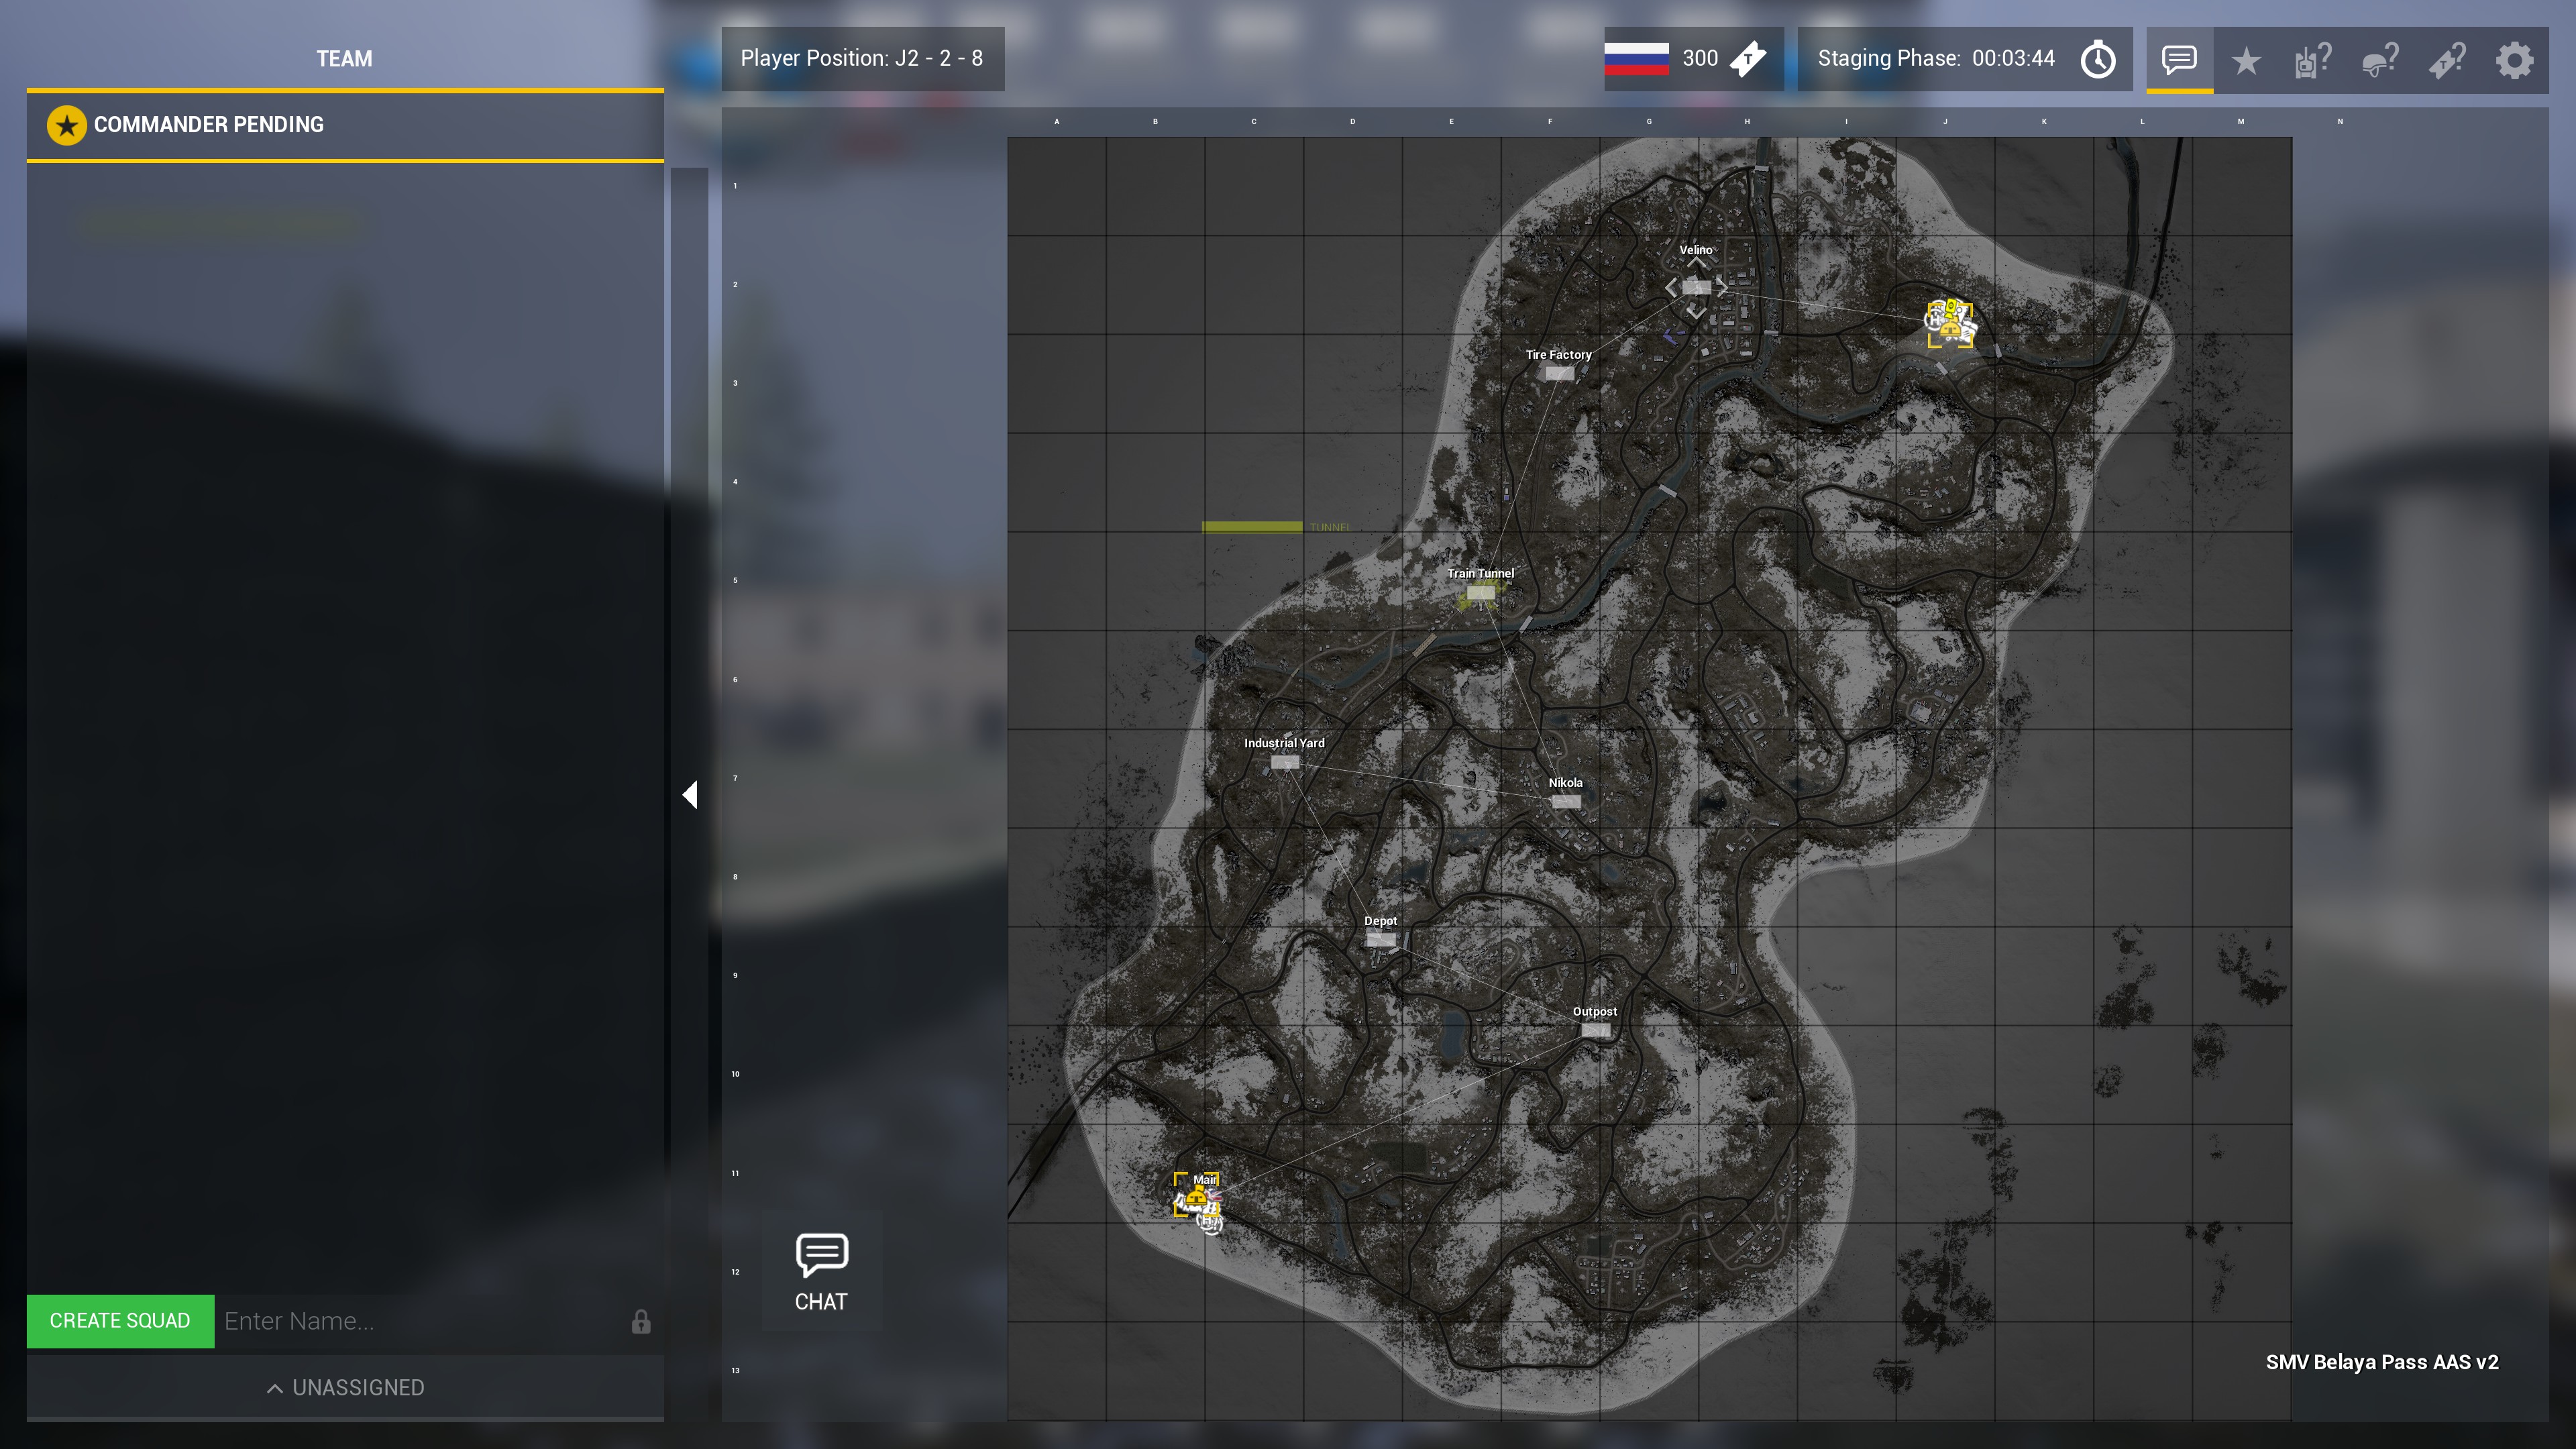 TEAM
Player Position: J2 - 2 - 8
300
Staging Phase: 00:03:44
COMMANDER PENDING
A B C D E F G H I J K L M N
1
2
3
4
5
6
7
8
9
10
11
12
13
Velino
Tire Factory
TUNNEL
Train Tunnel
Industrial Yard
Nikola
Depot
Outpost
Main
CHAT
CREATE SQUAD
Enter Name...
UNASSIGNED
SMV Belaya Pass AAS v2